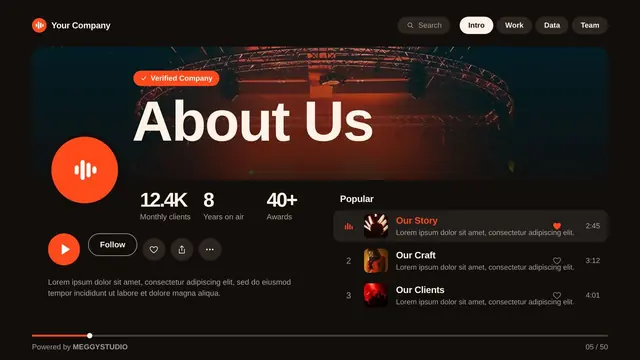 Your Company
Search
Intro
Work
Data
Team
Verified Company
About Us
12.4K
Monthly clients
8
Years on air
40+
Awards
Follow
Lorem ipsum dolor sit amet, consectetur adipiscing elit, sed do eiusmod
tempor incididunt ut labore et dolore magna aliqua.
Popular
Our Story
Lorem ipsum dolor sit amet, consectetur adipiscing elit.
2:45
2
Our Craft
Lorem ipsum dolor sit amet, consectetur adipiscing elit.
3:12
3
Our Clients
Lorem ipsum dolor sit amet, consectetur adipiscing elit.
4:01
Powered by MEGGYSTUDIO
05 / 50